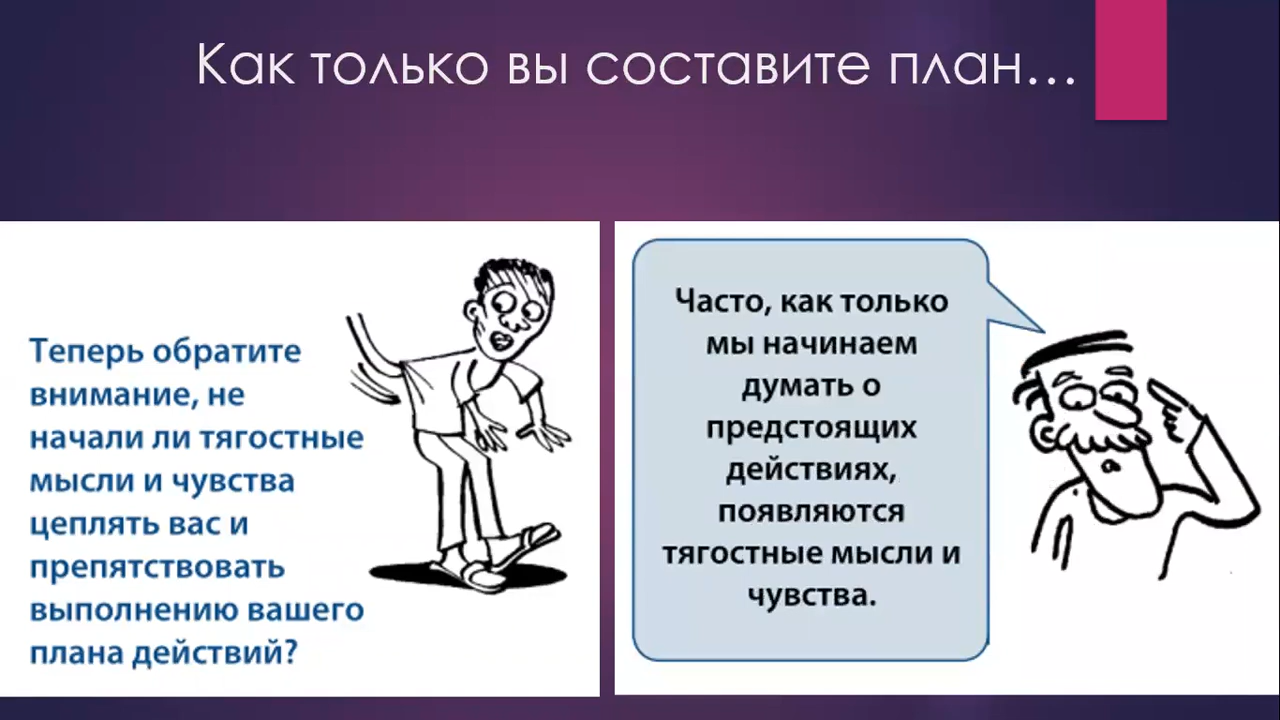 Как только вы составите план...
Теперь обратите
внимание, не
начали ли тягостные
мысли и чувства
цеплять вас и
препятствовать
выполнению вашего
плана действий?
Часто, как только
мы начинаем
думать о
предстоящих
действиях,
появляются
тягостные мысли и
чувства.